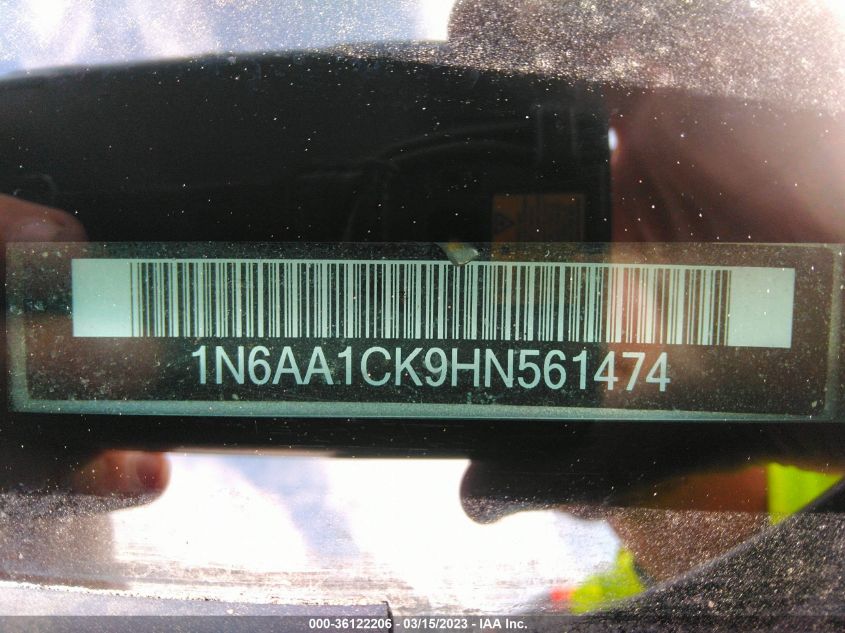 1N6AA1CK9HN561474
000-36122206 - 03/15/2023 - IAA Inc.